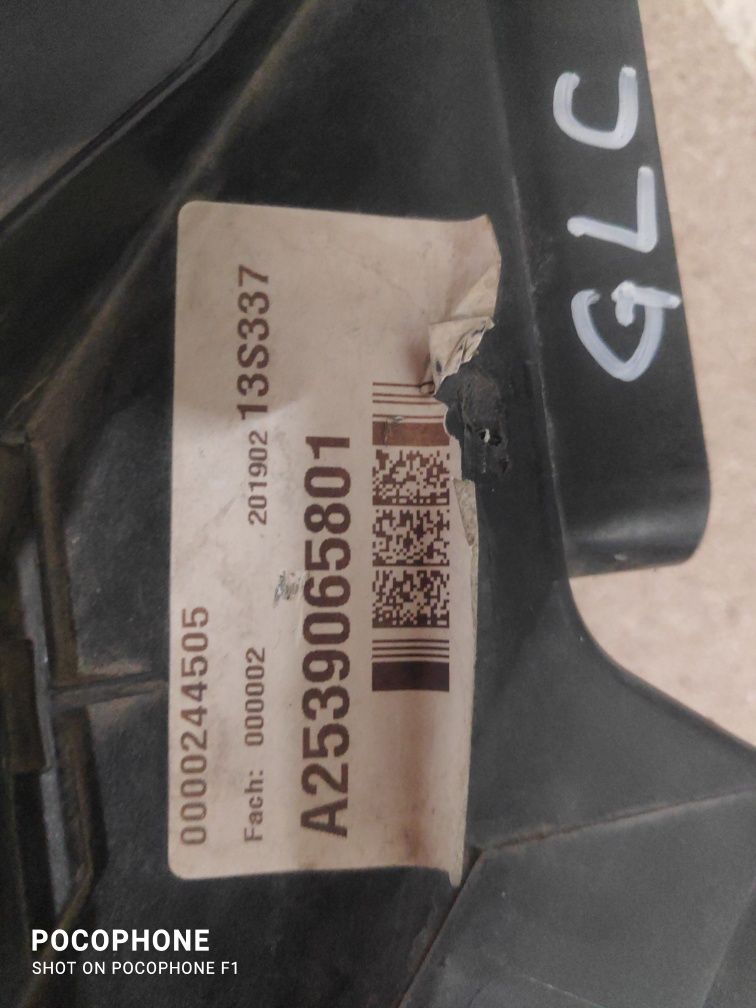 GLC
0000244505
Fach: 000002
201902 13S337
A2539065801
POCOPHONE
SHOT ON POCOPHONE F1